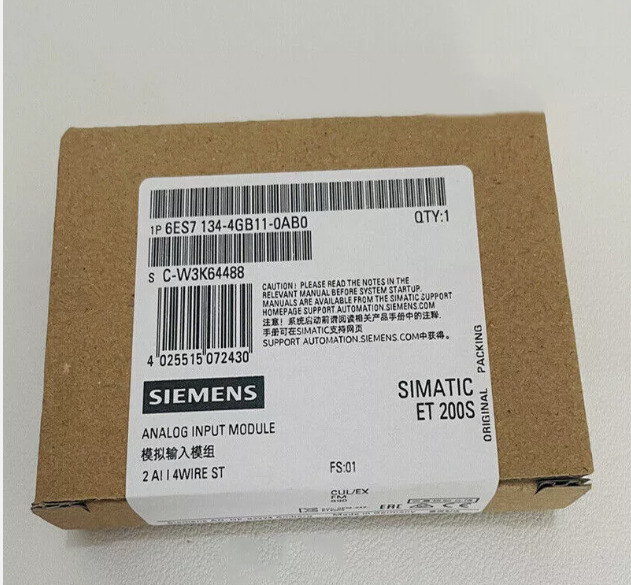 1P 6ES7 134-4GB11-0AB0
QTY:1
S C-W3K64488
CAUTION: PLEASE READ THE NOTES IN THE
RELEVANT MANUAL BEFORE SYSTEM STARTUP.
MANUALS ARE AVAILABLE FROM THE SIMATIC SUPPORT
HOMEPAGE SUPPORT.AUTOMATION.SIEMENS.COM
注意！系统启动前请阅读相关产品手册中的注释.
手册可在SIMATIC支持网页
SUPPORT AUTOMATION.SIEMENS.COM中获得。
4 025515 072430
SIEMENS
SIMATIC
ET 200S
ORIGINAL PACKING
ANALOG INPUT MODULE
模拟输入模组
2 AI I 4WIRE ST
FS:01
CUL/EX
FM
EAC
CE